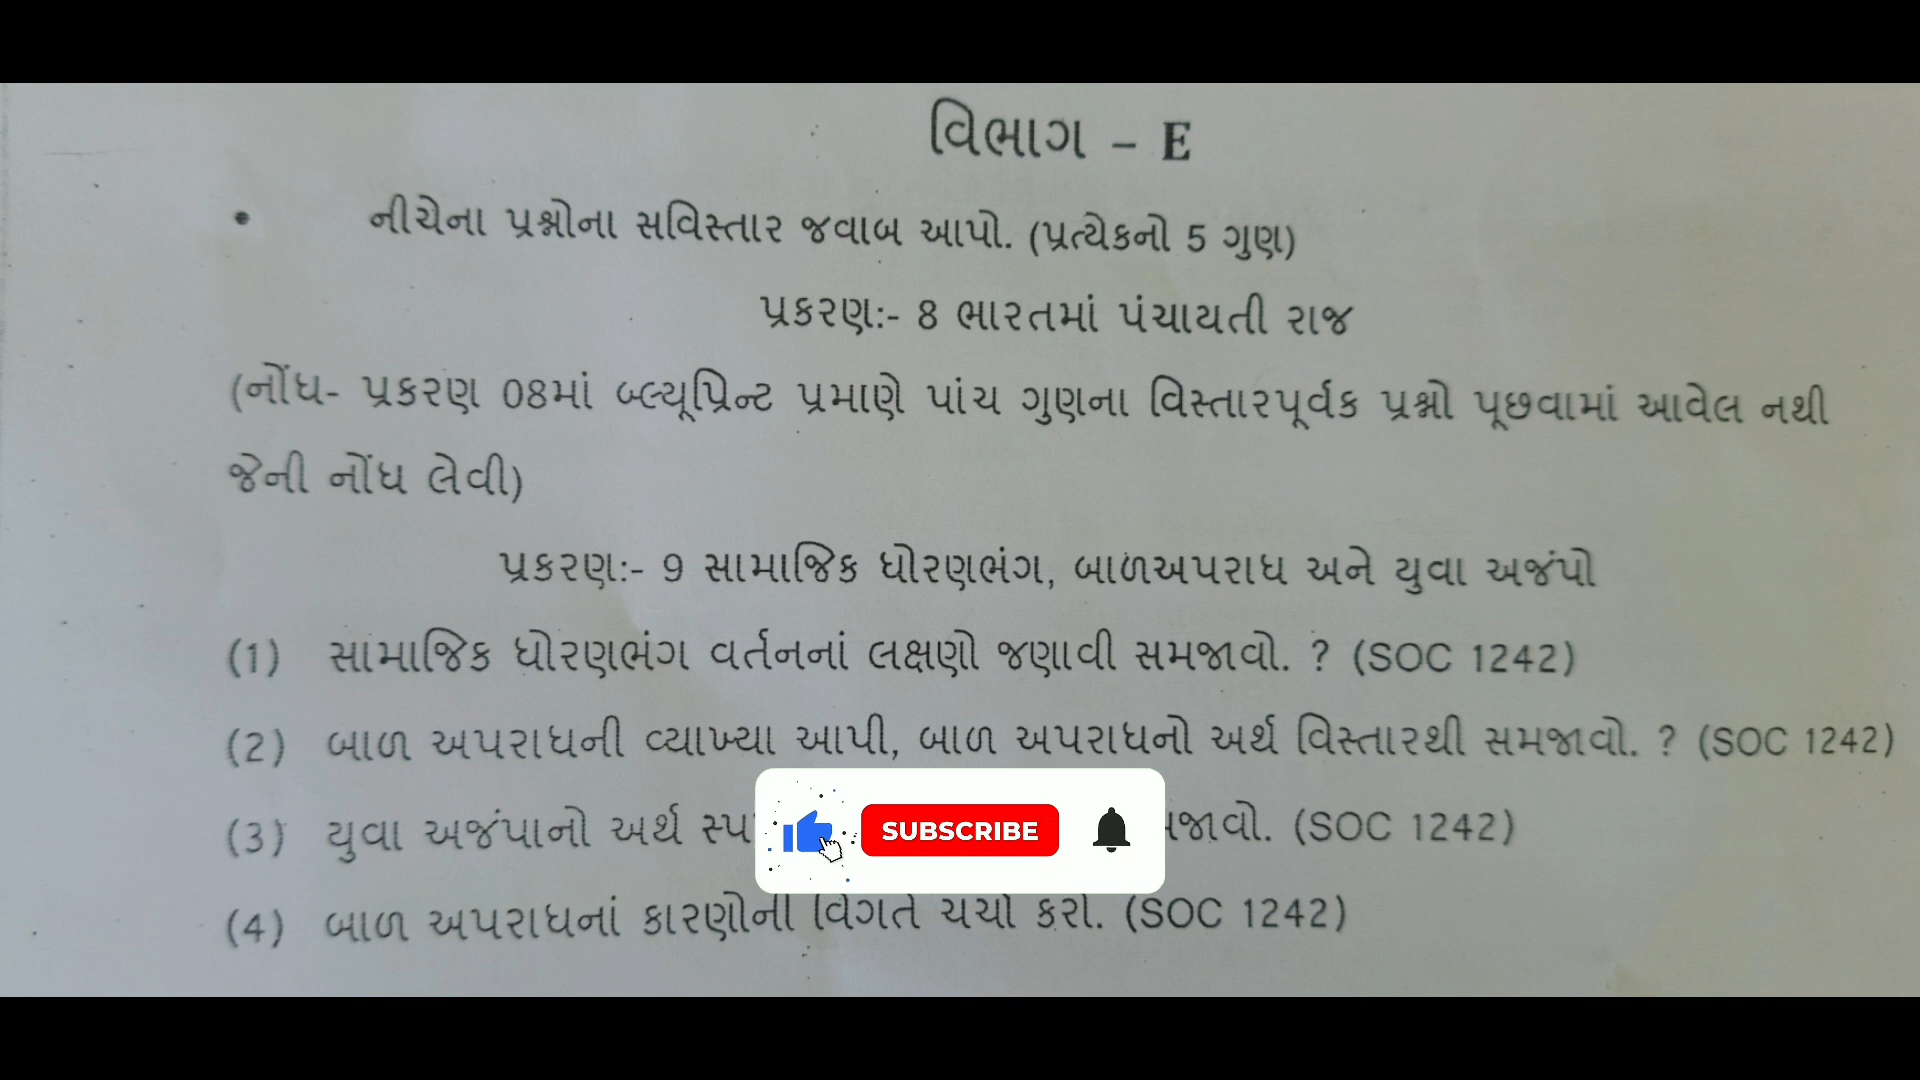 વિભાગ – E
• નીચેના પ્રશ્નોના સવિસ્તાર જવાબ આપો. (પ્રત્યેકનો 5 ગુણ)
પ્રકરણ:- 8 ભારતમાં પંચાયતી રાજ
(નોંધ- પ્રકરણ 08માં બ્લ્યૂપ્રિન્ટ પ્રમાણે પાંચ ગુણના વિસ્તારપૂર્વક પ્રશ્નો પૂછવામાં આવેલ નથી
જેની નોંધ લેવી)
પ્રકરણ:- 9 સામાજિક ધોરણભંગ, બાળઅપરાધ અને યુવા અજંપો
(1) સામાજિક ધોરણભંગ વર્તનનાં લક્ષણો જણાવી સમજાવો. ? (SOC 1242)
(2) બાળ અપરાધની વ્યાખ્યા આપી, બાળ અપરાધનો અર્થ વિસ્તારથી સમજાવો. ? (SOC 1242)
(3) યુવા અજંપાનો અર્થ (SOC 1242)
SUBSCRIBE
(4) બાળ અપરાધનાં કારણોની વિગતે ચર્ચા કરો. (SOC 1242)